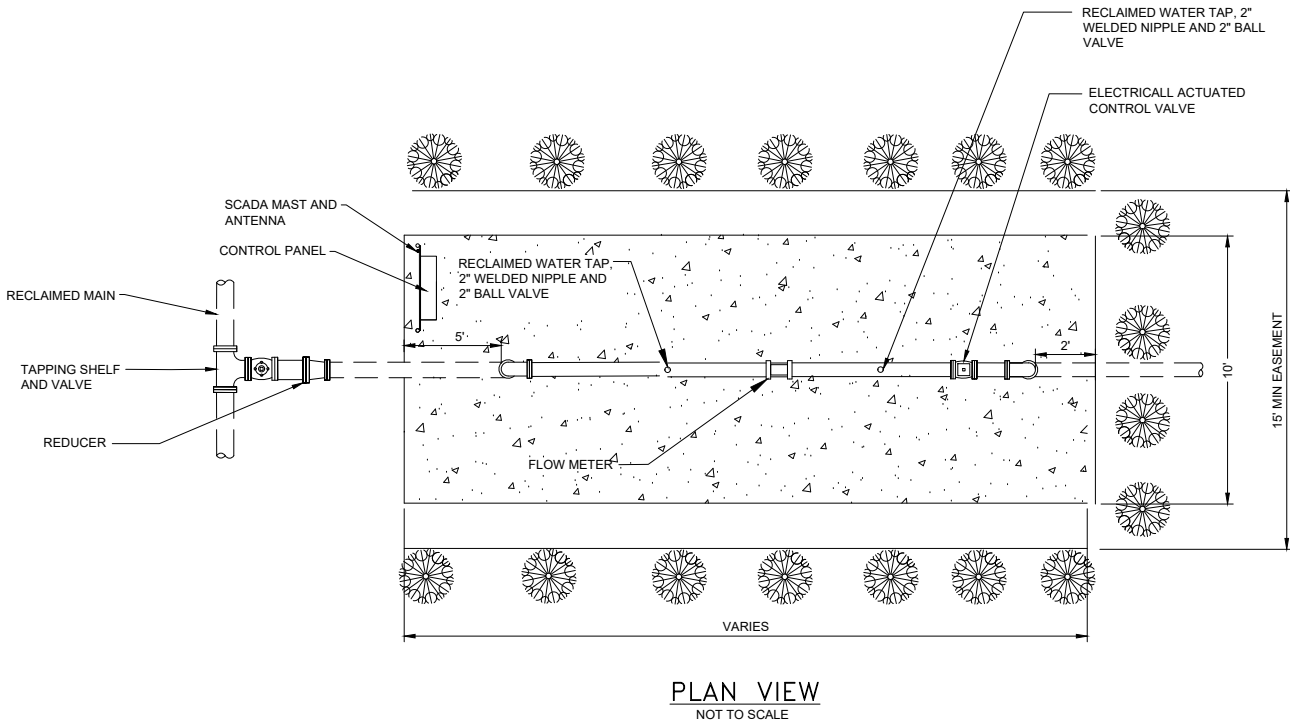 RECLAIMED WATER TAP, 2"
WELDED NIPPLE AND 2" BALL
VALVE
ELECTRICALL ACTUATED
CONTROL VALVE
SCADA MAST AND
ANTENNA
CONTROL PANEL
RECLAIMED WATER TAP,
2" WELDED NIPPLE AND
2" BALL VALVE
RECLAIMED MAIN
5'
2'
TAPPING SHELF
AND VALVE
10'
15' MIN EASEMENT
REDUCER
FLOW METER
VARIES
PLAN VIEW
NOT TO SCALE